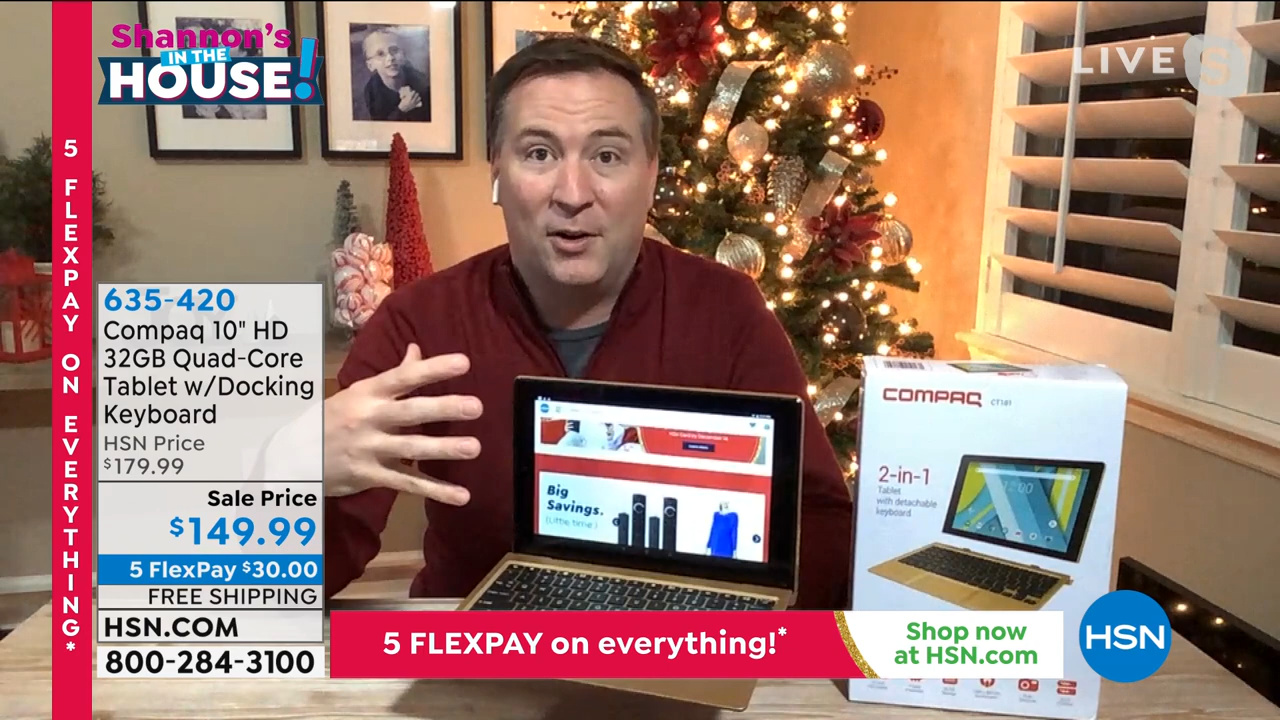 Shannon's
IN THE
HOUSE!
LIVE S
5 FLEXPAY ON EVERYTHING*
635-420
Compaq 10" HD
32GB Quad-Core
Tablet w/Docking
Keyboard
HSN Price
$179.99
Sale Price
$149.99
5 FlexPay $30.00
FREE SHIPPING
HSN.COM
800-284-3100
Big
Savings.
(Little time)
COMPAQ CT181
2-in-1
Tablet
with detachable
keyboard
12:00
5 FLEXPAY on everything!*
Shop now
at HSN.com
HSN